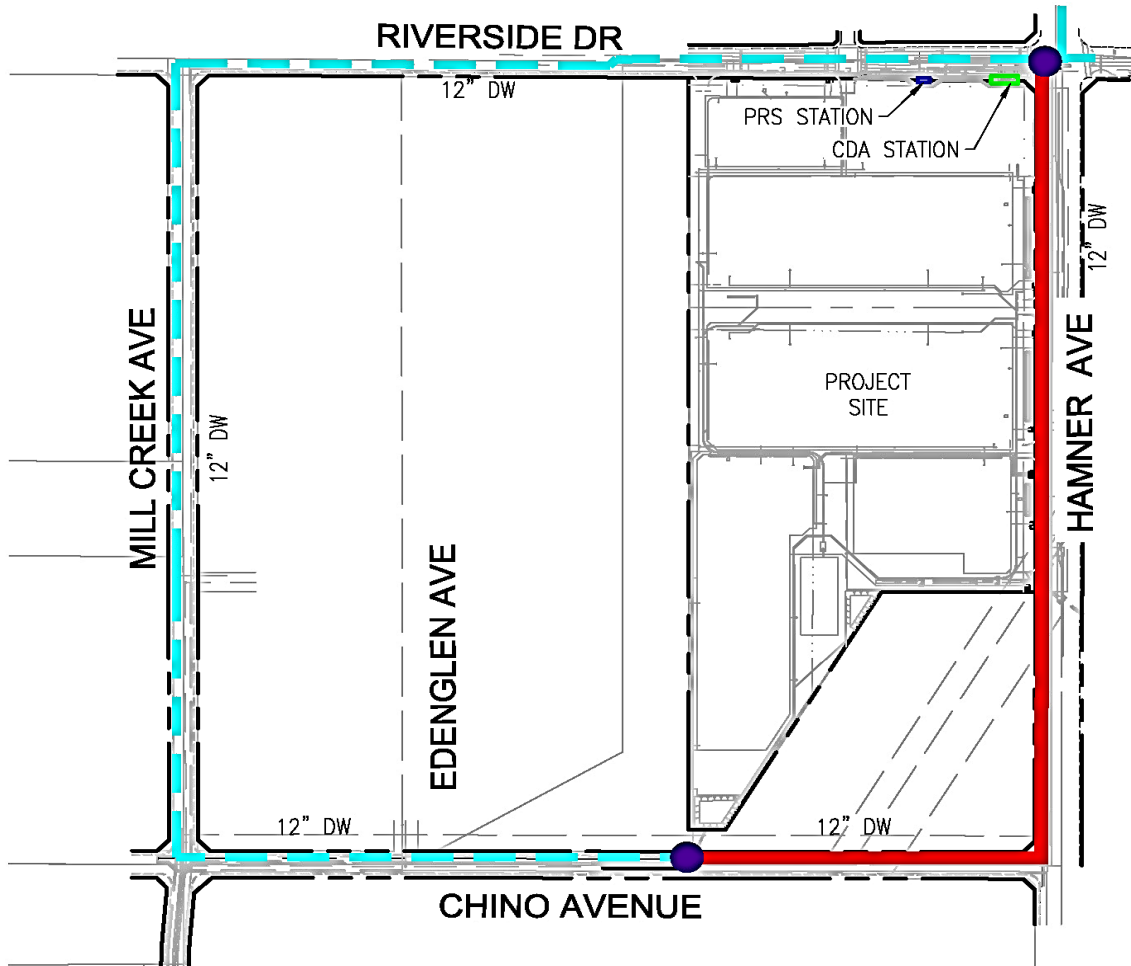 RIVERSIDE DR
12" DW
PRS STATION
CDA STATION
12" DW
MILL CREEK AVE
12" DW
PROJECT
SITE
HAMNER AVE
EDENGLEN AVE
12" DW
12" DW
CHINO AVENUE